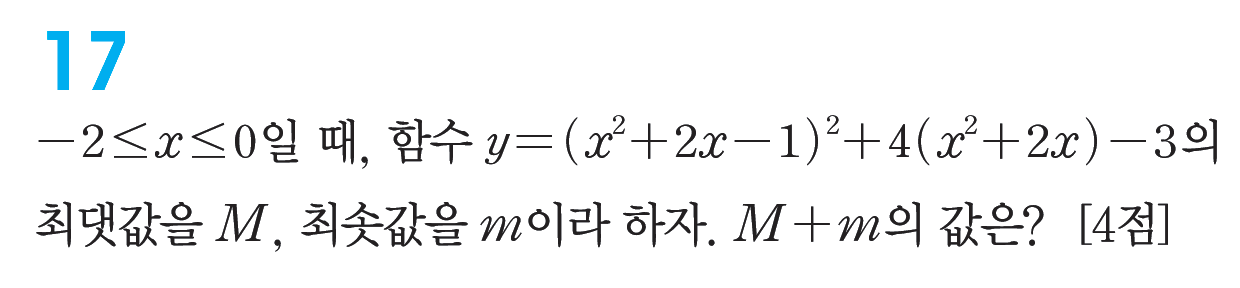 17
-2≤x≤0일 때, 함수 y=(x²+2x-1)²+4(x²+2x)-3의
최댓값을 M, 최솟값을 m이라 하자. M+m의 값은? [4점]